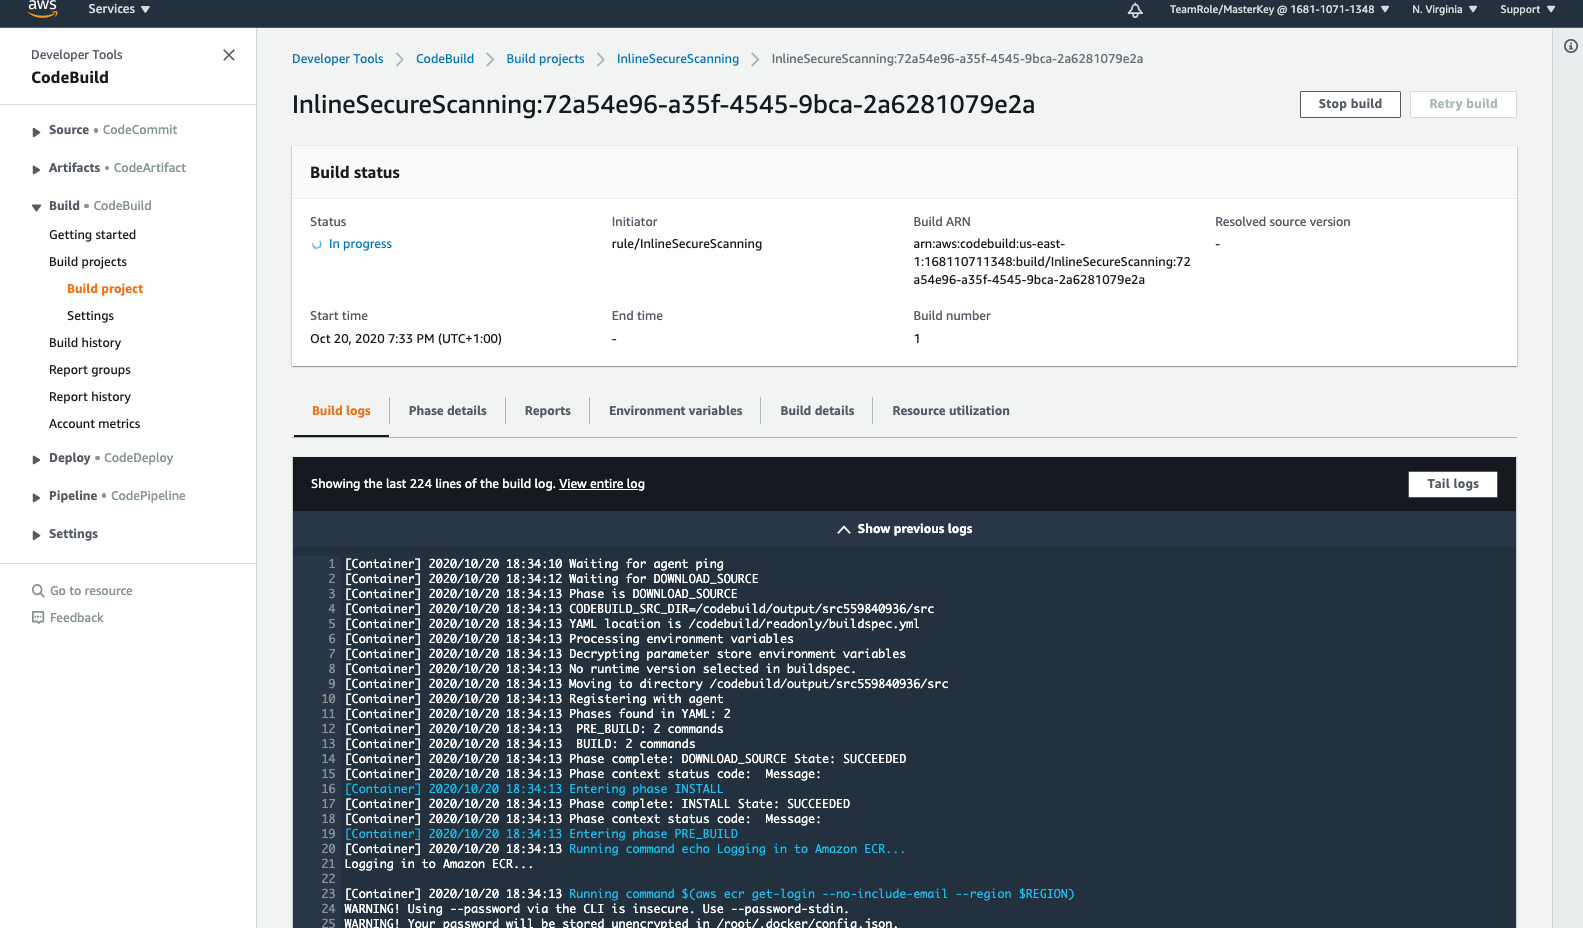 aws
Services
TeamRole/MasterKey @ 1681-1071-1348
N. Virginia
Support
Developer Tools
CodeBuild
Source • CodeCommit
Artifacts • CodeArtifact
Build • CodeBuild
Getting started
Build projects
Build project
Settings
Build history
Report groups
Report history
Account metrics
Deploy • CodeDeploy
Pipeline • CodePipeline
Settings
Go to resource
Feedback
Developer Tools > CodeBuild > Build projects > InlineSecureScanning > InlineSecureScanning:72a54e96-a35f-4545-9bca-2a6281079e2a
InlineSecureScanning:72a54e96-a35f-4545-9bca-2a6281079e2a
Stop build
Retry build
Build status
Status
In progress
Initiator
rule/InlineSecureScanning
Build ARN
arn:aws:codebuild:us-east-
1:168110711348:build/InlineSecureScanning:72
a54e96-a35f-4545-9bca-2a6281079e2a
Resolved source version
-
Start time
Oct 20, 2020 7:33 PM (UTC+1:00)
End time
-
Build number
1
Build logs
Phase details
Reports
Environment variables
Build details
Resource utilization
Showing the last 224 lines of the build log. View entire log
Tail logs
Show previous logs
1 [Container] 2020/10/20 18:34:10 Waiting for agent ping
2 [Container] 2020/10/20 18:34:12 Waiting for DOWNLOAD_SOURCE
3 [Container] 2020/10/20 18:34:13 Phase is DOWNLOAD_SOURCE
4 [Container] 2020/10/20 18:34:13 CODEBUILD_SRC_DIR=/codebuild/output/src559840936/src
5 [Container] 2020/10/20 18:34:13 YAML location is /codebuild/readonly/buildspec.yml
6 [Container] 2020/10/20 18:34:13 Processing environment variables
7 [Container] 2020/10/20 18:34:13 Decrypting parameter store environment variables
8 [Container] 2020/10/20 18:34:13 No runtime version selected in buildspec.
9 [Container] 2020/10/20 18:34:13 Moving to directory /codebuild/output/src559840936/src
10 [Container] 2020/10/20 18:34:13 Registering with agent
11 [Container] 2020/10/20 18:34:13 Phases found in YAML: 2
12 [Container] 2020/10/20 18:34:13  PRE_BUILD: 2 commands
13 [Container] 2020/10/20 18:34:13  BUILD: 2 commands
14 [Container] 2020/10/20 18:34:13 Phase complete: DOWNLOAD_SOURCE State: SUCCEEDED
15 [Container] 2020/10/20 18:34:13 Phase context status code:  Message:
16 [Container] 2020/10/20 18:34:13 Entering phase INSTALL
17 [Container] 2020/10/20 18:34:13 Phase complete: INSTALL State: SUCCEEDED
18 [Container] 2020/10/20 18:34:13 Phase context status code:  Message:
19 [Container] 2020/10/20 18:34:13 Entering phase PRE_BUILD
20 [Container] 2020/10/20 18:34:13 Running command echo Logging in to Amazon ECR...
21 Logging in to Amazon ECR...
22
23 [Container] 2020/10/20 18:34:13 Running command $(aws ecr get-login --no-include-email --region $REGION)
24 WARNING! Using --password via the CLI is insecure. Use --password-stdin.
25 WARNING! Your password will be stored unencrypted in /root/.docker/config.json.